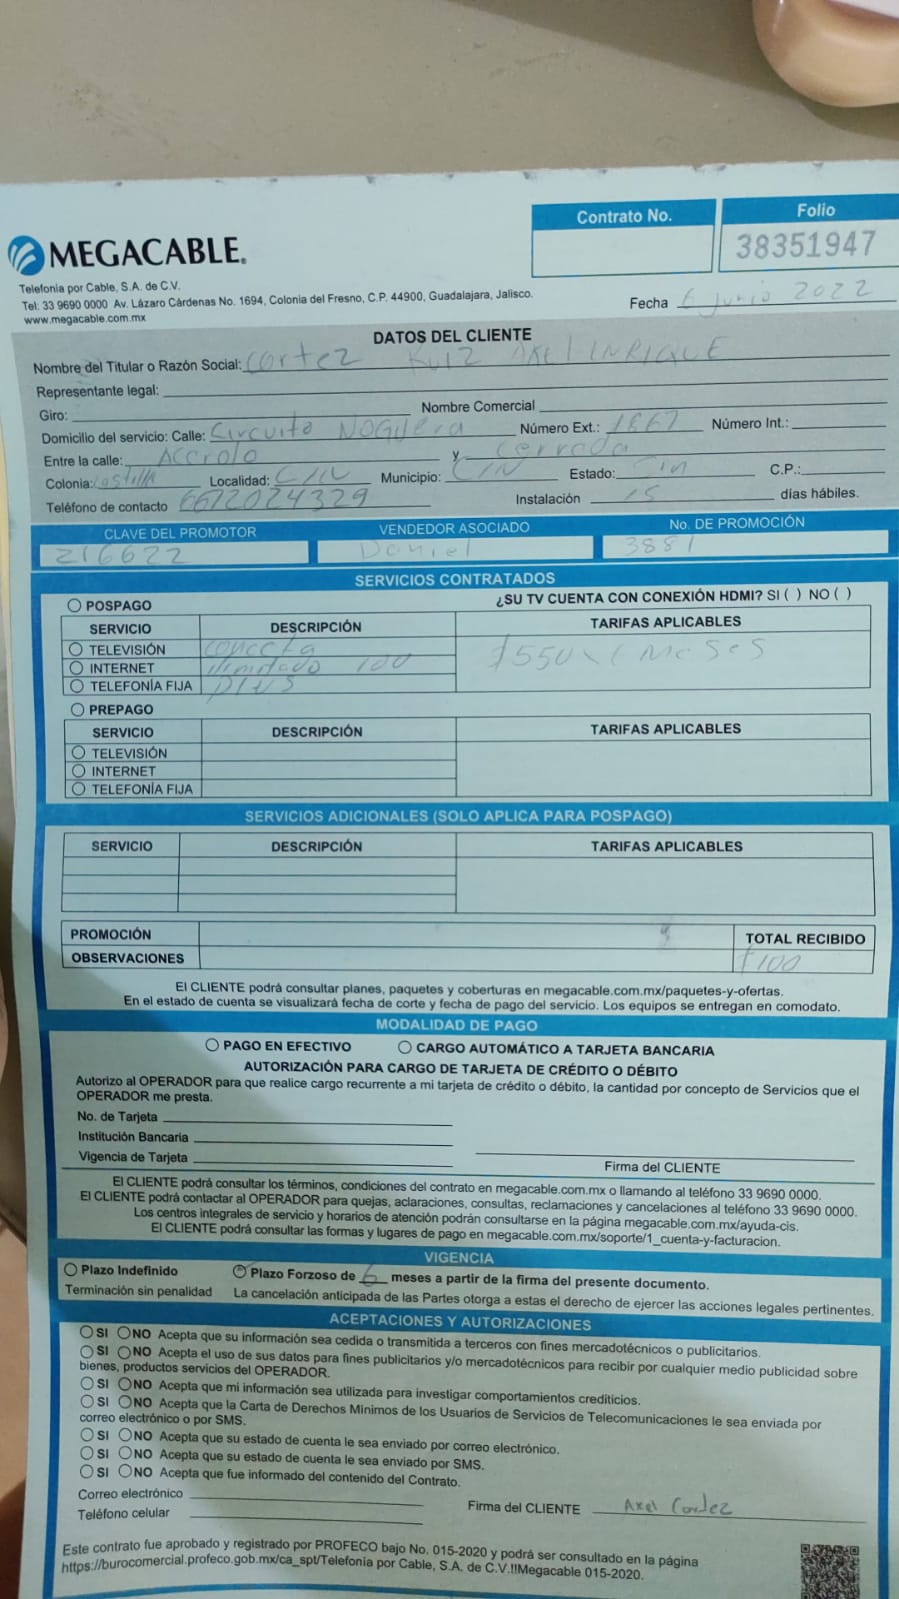 MEGACABLE®
Contrato No.
Folio
38351947
Telefonía por Cable, S.A. de C.V.
Tel: 33 9690 0000 Av. Lázaro Cárdenas No. 1694, Colonia del Fresno, C.P. 44900, Guadalajara, Jalisco.
www.megacable.com.mx
Fecha 6 junio 2022
DATOS DEL CLIENTE
Nombre del Titular o Razón Social: Cortez Ruiz Axel Inrique
Representante legal:
Giro: Nombre Comercial
Domicilio del servicio: Calle: Circuito Noguera Número Ext.: 1867 Número Int.:
Entre la calle: y Cerrada
Colonia: Castilla Localidad: Municipio: Cln Estado: C.P.:
Teléfono de contacto 6672024329 Instalación 15 días hábiles.
CLAVE DEL PROMOTOR VENDEDOR ASOCIADO No. DE PROMOCIÓN
216622 Daniel 3881
SERVICIOS CONTRATADOS
POSPAGO ¿SU TV CUENTA CON CONEXIÓN HDMI? SI ( ) NO ( )
SERVICIO DESCRIPCIÓN TARIFAS APLICABLES
TELEVISIÓN conecta $550 x 6 Meses
INTERNET ilimitado 100
TELEFONÍA FIJA plus
PREPAGO
SERVICIO DESCRIPCIÓN TARIFAS APLICABLES
TELEVISIÓN
INTERNET
TELEFONÍA FIJA
SERVICIOS ADICIONALES (SOLO APLICA PARA POSPAGO)
SERVICIO DESCRIPCIÓN TARIFAS APLICABLES
PROMOCIÓN TOTAL RECIBIDO
OBSERVACIONES $100
El CLIENTE podrá consultar planes, paquetes y coberturas en megacable.com.mx/paquetes-y-ofertas.
En el estado de cuenta se visualizará fecha de corte y fecha de pago del servicio. Los equipos se entregan en comodato.
MODALIDAD DE PAGO
PAGO EN EFECTIVO CARGO AUTOMÁTICO A TARJETA BANCARIA
AUTORIZACIÓN PARA CARGO DE TARJETA DE CRÉDITO O DÉBITO
Autorizo al OPERADOR para que realice cargo recurrente a mi tarjeta de crédito o débito, la cantidad por concepto de Servicios que el
OPERADOR me presta.
No. de Tarjeta
Institución Bancaria
Vigencia de Tarjeta
Firma del CLIENTE
El CLIENTE podrá consultar los términos, condiciones del contrato en megacable.com.mx o llamando al teléfono 33 9690 0000.
El CLIENTE podrá contactar al OPERADOR para quejas, aclaraciones, consultas, reclamaciones y cancelaciones al teléfono 33 9690 0000.
Los centros integrales de servicio y horarios de atención podrán consultarse en la página megacable.com.mx/ayuda-cis.
El CLIENTE podrá consultar las formas y lugares de pago en megacable.com.mx/soporte/1_cuenta-y-facturacion.
VIGENCIA
Plazo Indefinido Plazo Forzoso de 6 meses a partir de la firma del presente documento.
Terminación sin penalidad La cancelación anticipada de las Partes otorga a estas el derecho de ejercer las acciones legales pertinentes.
ACEPTACIONES Y AUTORIZACIONES
SI NO Acepta que su información sea cedida o transmitida a terceros con fines mercadotécnicos o publicitarios.
SI NO Acepta el uso de sus datos para fines publicitarios y/o mercadotécnicos para recibir por cualquier medio publicidad sobre
bienes, productos servicios del OPERADOR.
SI NO Acepta que mi información sea utilizada para investigar comportamientos crediticios.
SI NO Acepta que la Carta de Derechos Mínimos de los Usuarios de Servicios de Telecomunicaciones le sea enviada por
correo electrónico o por SMS.
SI NO Acepta que su estado de cuenta le sea enviado por correo electrónico.
SI NO Acepta que su estado de cuenta le sea enviado por SMS.
SI NO Acepta que fue informado del contenido del Contrato.
Correo electrónico
Teléfono celular
Firma del CLIENTE Axel Cortez
Este contrato fue aprobado y registrado por PROFECO bajo No. 015-2020 y podrá ser consultado en la página
https://burocomercial.profeco.gob.mx/ca_spt/Telefonía por Cable, S.A. de C.V.!!Megacable 015-2020.